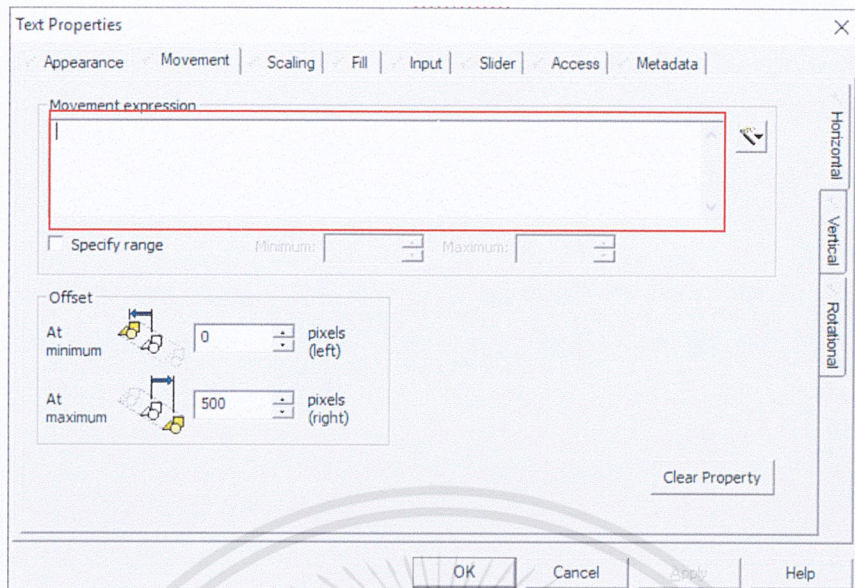 Text Properties
Appearance Movement Scaling Fill Input Slider Access Metadata
Movement expression
Horizontal
Vertical
Rotational
Specify range Minimum: Maximum:
Offset
At minimum 0 pixels (left)
At maximum 500 pixels (right)
Clear Property
OK Cancel Apply Help